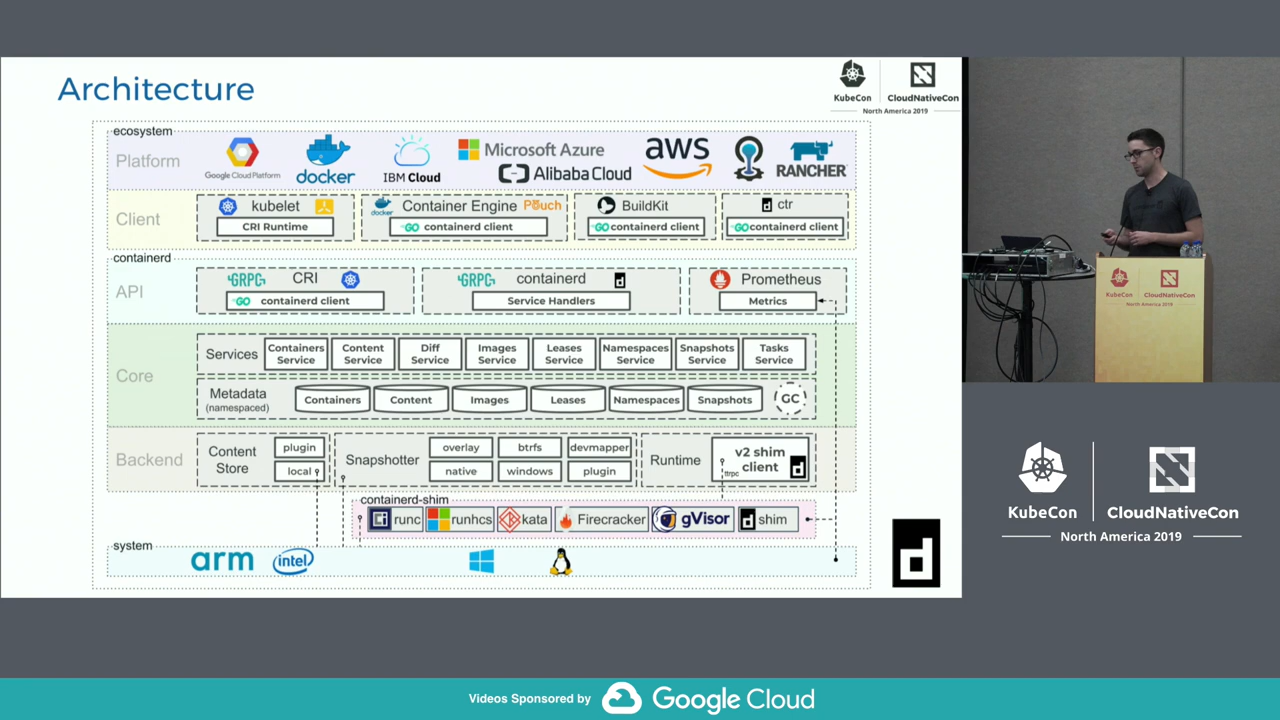 Architecture
KubeCon CloudNativeCon
North America 2019
ecosystem
Platform
Google Cloud Platform
docker
IBM Cloud
Microsoft Azure
Alibaba Cloud
aws
RANCHER
Client
kubelet
CRI Runtime
docker Container Engine Pouch
GO containerd client
BuildKit
GO containerd client
ctr
GO containerd client
containerd
API
GRPC CRI
GO containerd client
GRPC containerd
Service Handlers
Prometheus
Metrics
Core
Services
Containers Service
Content Service
Diff Service
Images Service
Leases Service
Namespaces Service
Snapshots Service
Tasks Service
Metadata
(namespaced)
Containers
Content
Images
Leases
Namespaces
Snapshots
GC
Backend
Content Store
plugin
local
Snapshotter
overlay
btrfs
devmapper
native
windows
plugin
Runtime
v2 shim
ttrpc client
d
containerd-shim
runc
runhcs
kata
Firecracker
gVisor
shim
system
arm
intel
d
KubeCon CloudNativeCon
North America 2019
KubeCon CloudNativeCon
North America 2019
Videos Sponsored by Google Cloud